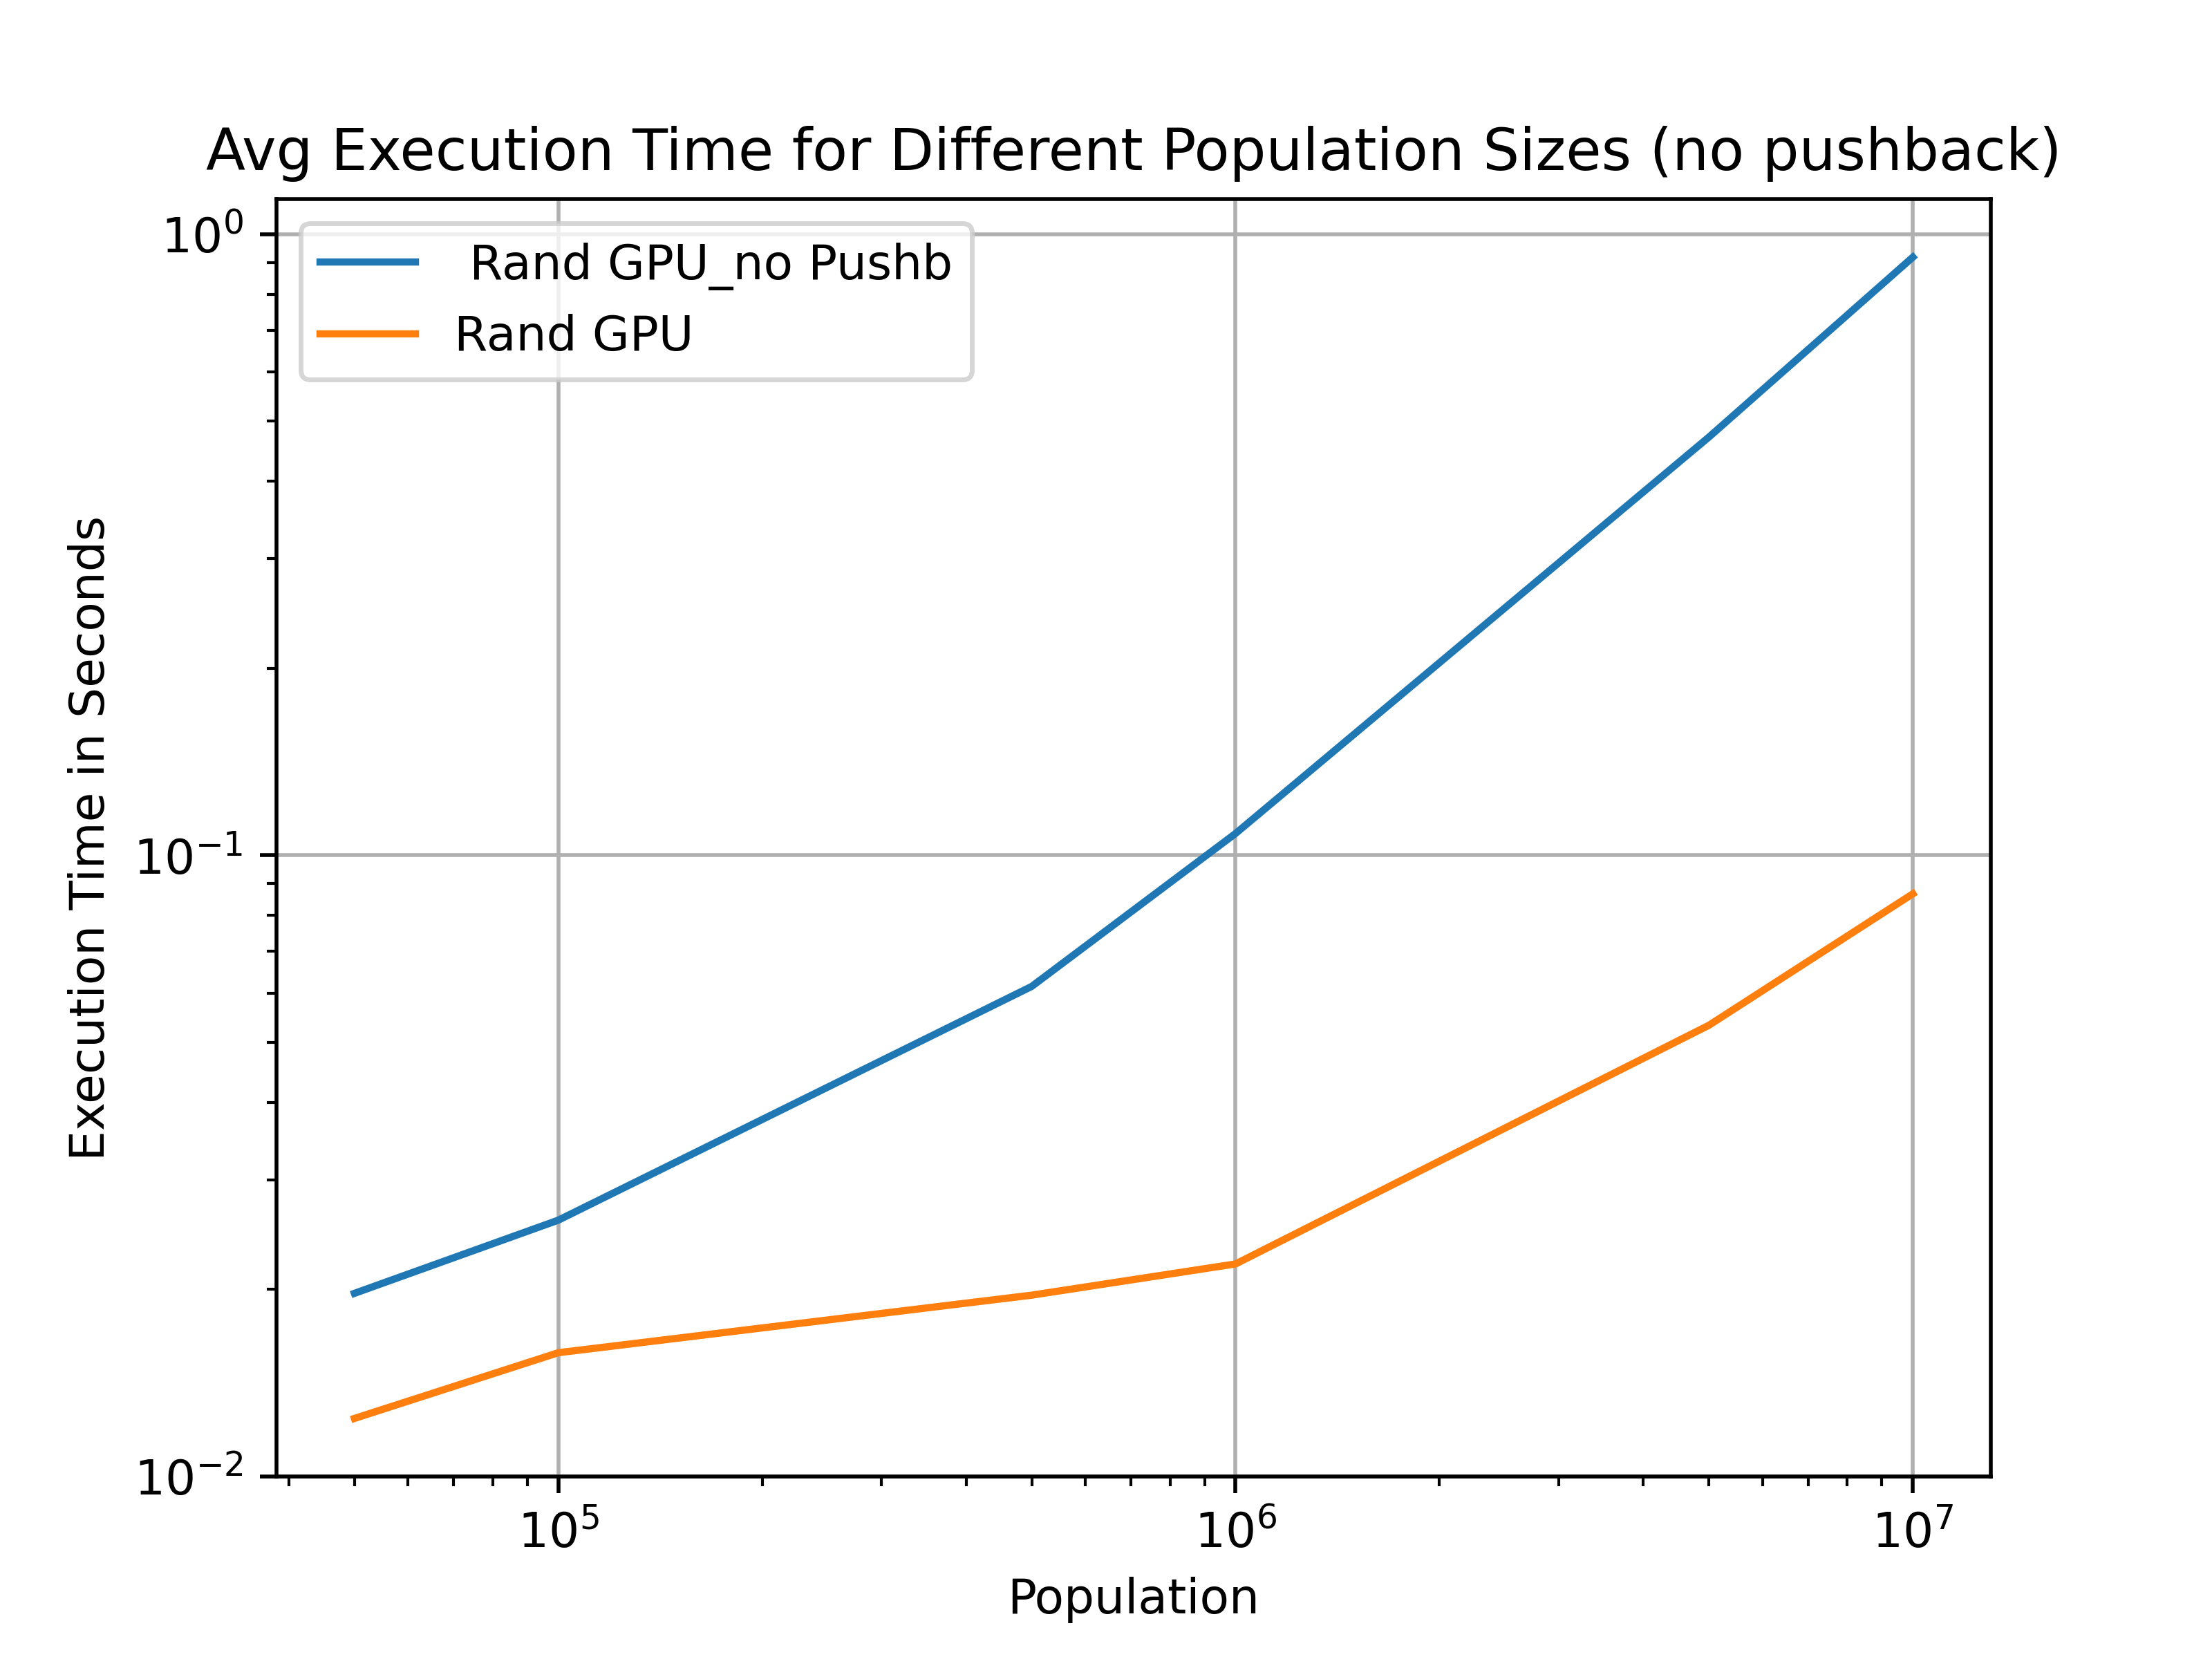 Avg Execution Time for Different Population Sizes (no pushback)
Rand GPU_no Pushb
Rand GPU
Execution Time in Seconds
10⁰
10⁻¹
10⁻²
10⁵
10⁶
10⁷
Population